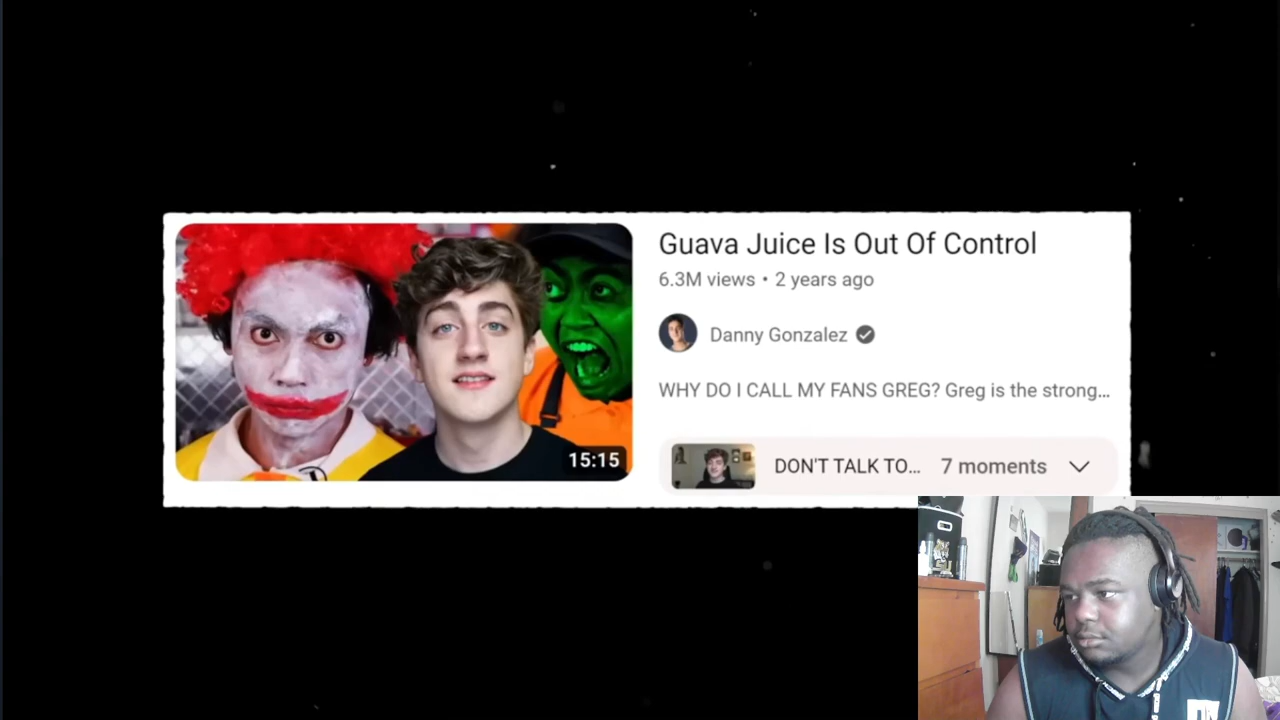 Guava Juice Is Out Of Control
6.3M views • 2 years ago
Danny Gonzalez
WHY DO I CALL MY FANS GREG? Greg is the strong...
15:15
DON'T TALK TO... 7 moments